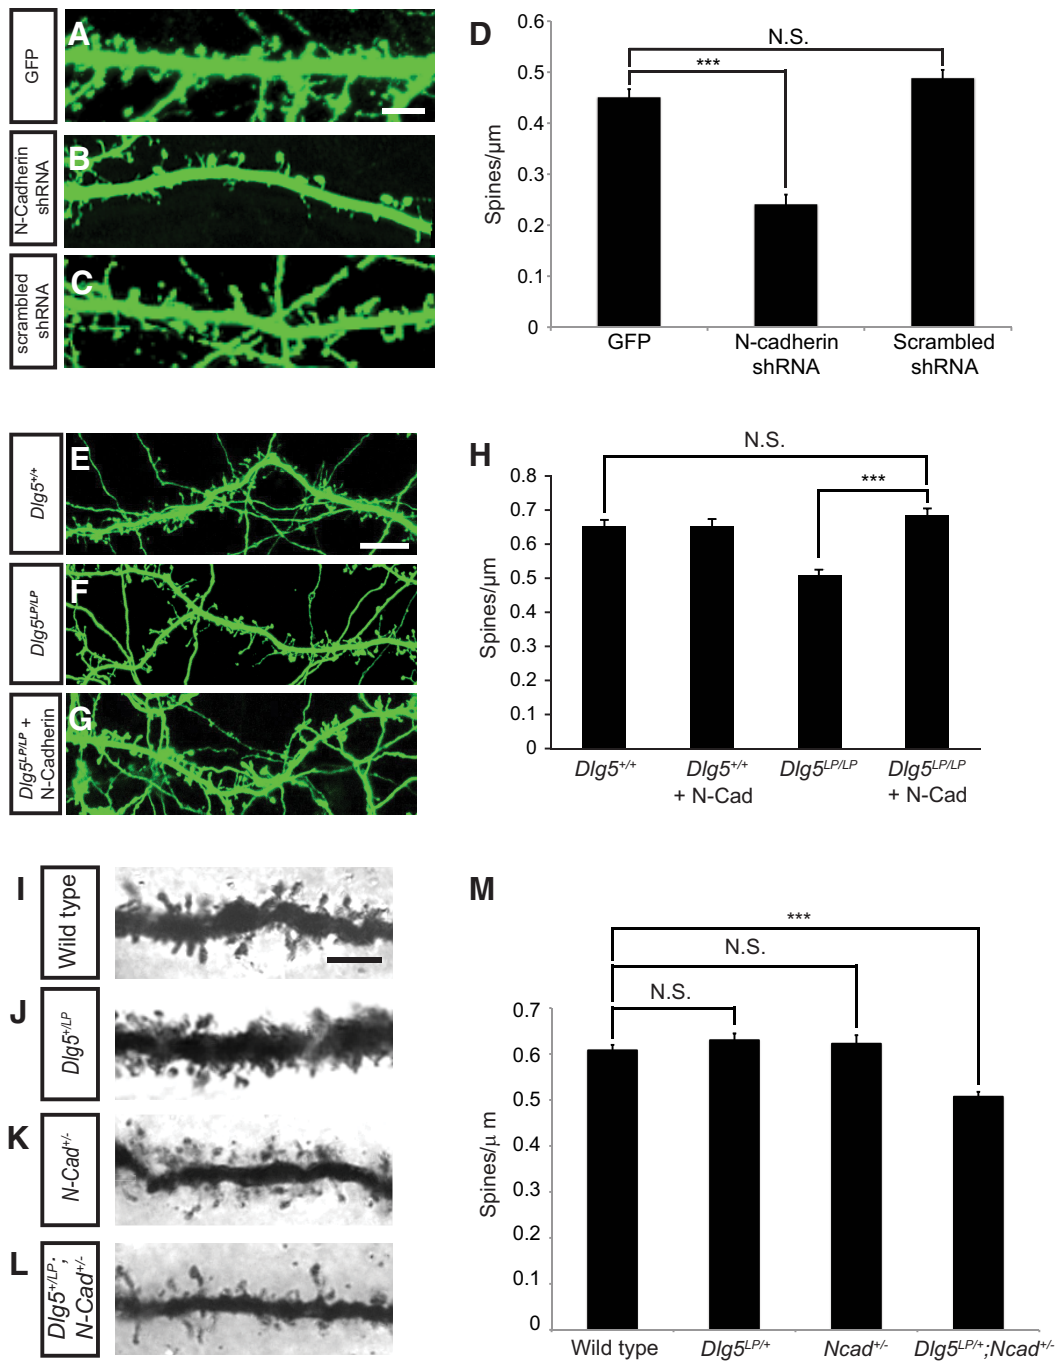 A
GFP
B
N-Cadherin
shRNA
C
scrambled
shRNA
D
N.S.
***
0.6
0.5
0.4
0.3
0.2
0.1
0
Spines/μm
GFP
N-cadherin
shRNA
Scrambled
shRNA
E
Dlg5+/+
F
Dlg5LP/LP
G
Dlg5LP/LP +
N-Cadherin
H
N.S.
***
0.8
0.7
0.6
0.5
0.4
0.3
0.2
0.1
0
Spines/μm
Dlg5+/+
Dlg5+/+
+ N-Cad
Dlg5LP/LP
Dlg5LP/LP
+ N-Cad
I
Wild type
J
Dlg5+/LP
K
N-Cad+/-
L
Dlg5+/LP;
N-Cad+/-
M
***
N.S.
N.S.
0.7
0.6
0.5
0.4
0.3
0.2
0.1
0
Spines/μ m
Wild type
Dlg5LP/+
Ncad+/-
Dlg5LP/+;Ncad+/-